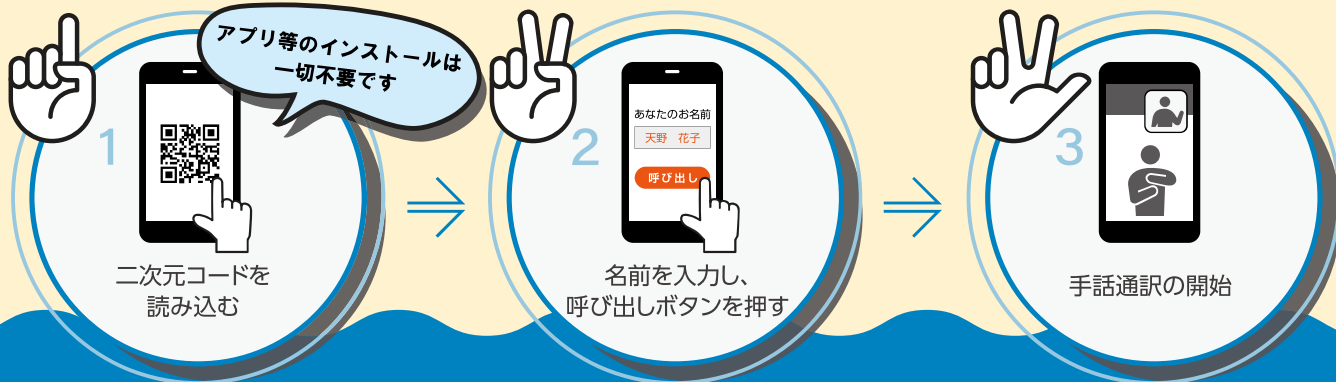 アプリ等のインストールは
一切不要です
1
二次元コードを
読み込む
2
あなたのお名前
天野　花子
呼び出し
名前を入力し、
呼び出しボタンを押す
3
手話通訳の開始